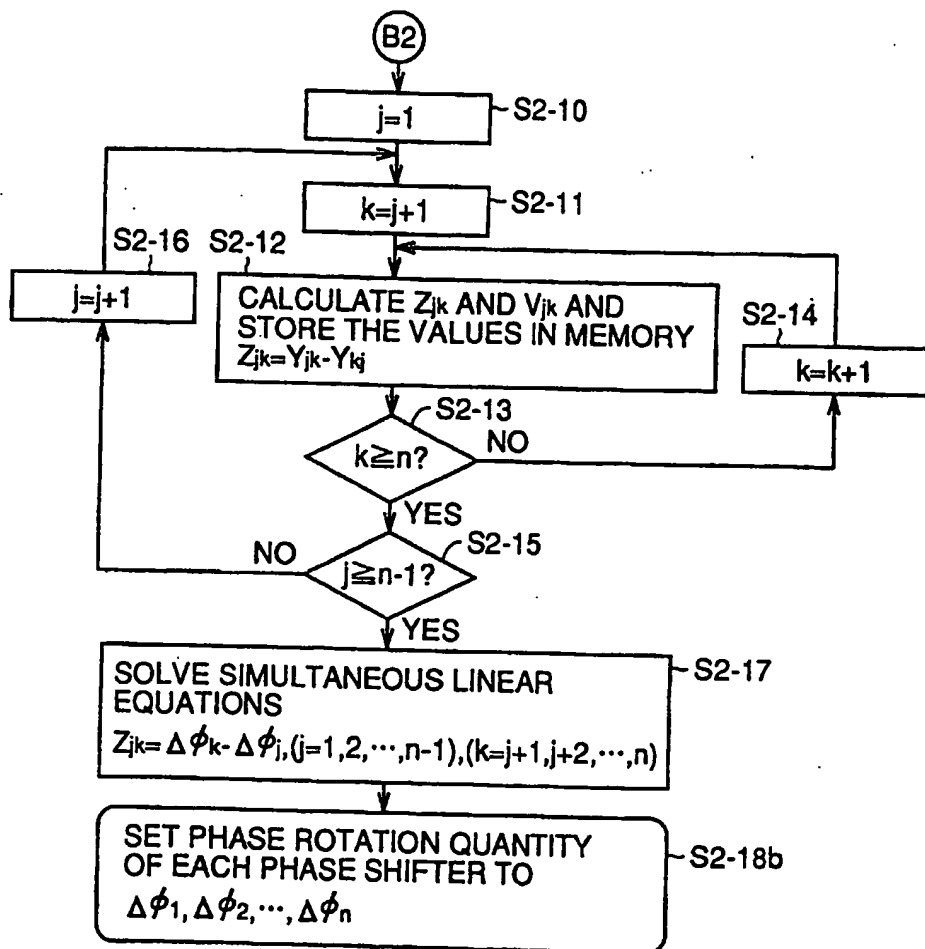 B2
j=1
S2-10
k=j+1
S2-11
S2-16
j=j+1
S2-12
CALCULATE Zjk AND Vjk AND
STORE THE VALUES IN MEMORY
Zjk=Yjk-Ykj
S2-14
k=k+1
S2-13
k≧n?
NO
YES
S2-15
j≧n-1?
NO
YES
S2-17
SOLVE SIMULTANEOUS LINEAR
EQUATIONS
Zjk=Δϕk-Δϕj,(j=1,2,⋯,n-1),(k=j+1,j+2,⋯,n)
SET PHASE ROTATION QUANTITY
OF EACH PHASE SHIFTER TO
Δϕ1,Δϕ2,⋯,Δϕn
S2-18b